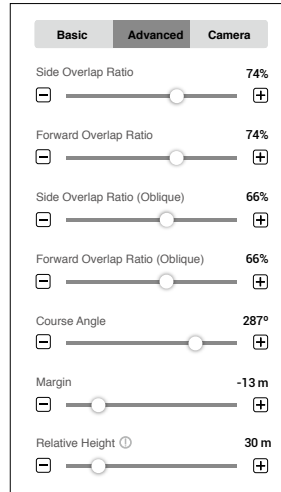 Basic Advanced Camera
Side Overlap Ratio 74%
Forward Overlap Ratio 74%
Side Overlap Ratio (Oblique) 66%
Forward Overlap Ratio (Oblique) 66%
Course Angle 287º
Margin -13 m
Relative Height 30 m